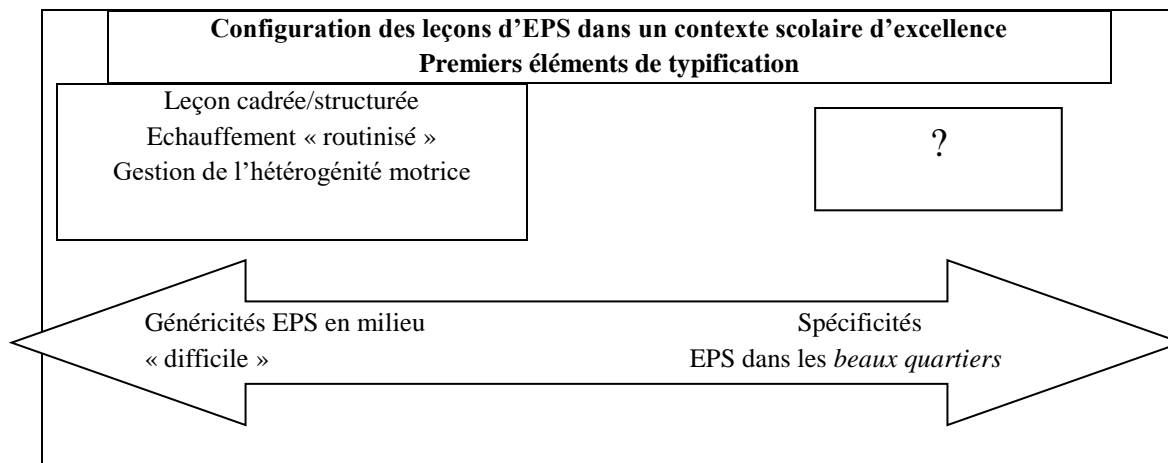 Configuration des leçons d’EPS dans un contexte scolaire d’excellence
Premiers éléments de typification
Leçon cadrée/structurée
Echauffement « routinisé »
Gestion de l’hétérogénité motrice
?
Généricités EPS en milieu
« difficile »
Spécificités
EPS dans les beaux quartiers